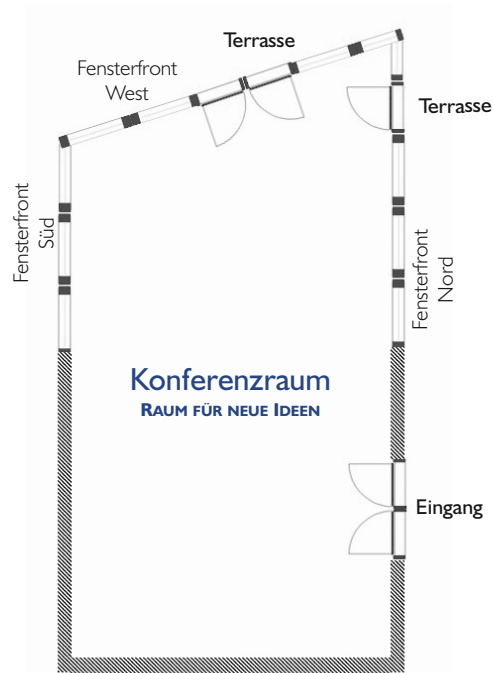 Terrasse
Fensterfront
West
Terrasse
Fensterfront
Süd
Fensterfront
Nord
Konferenzraum
RAUM FÜR NEUE IDEEN
Eingang